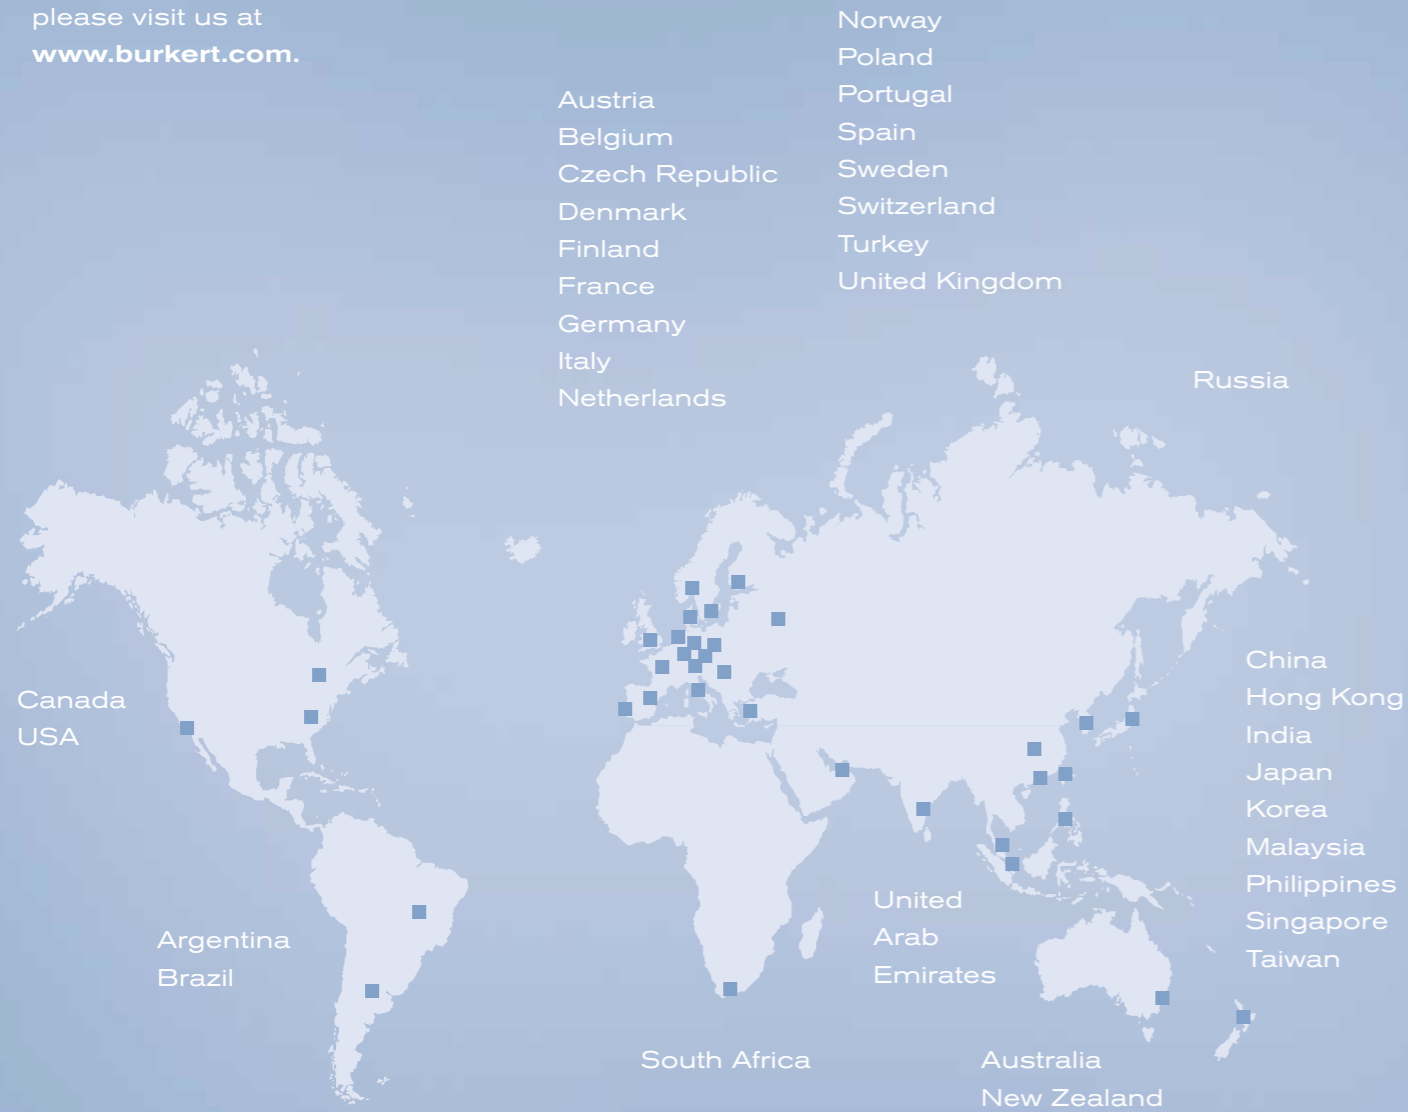 please visit us at
www.burkert.com.
Austria
Belgium
Czech Republic
Denmark
Finland
France
Germany
Italy
Netherlands
Norway
Poland
Portugal
Spain
Sweden
Switzerland
Turkey
United Kingdom
Russia
Canada
USA
China
Hong Kong
India
Japan
Korea
Malaysia
Philippines
Singapore
Taiwan
Argentina
Brazil
United
Arab
Emirates
South Africa
Australia
New Zealand